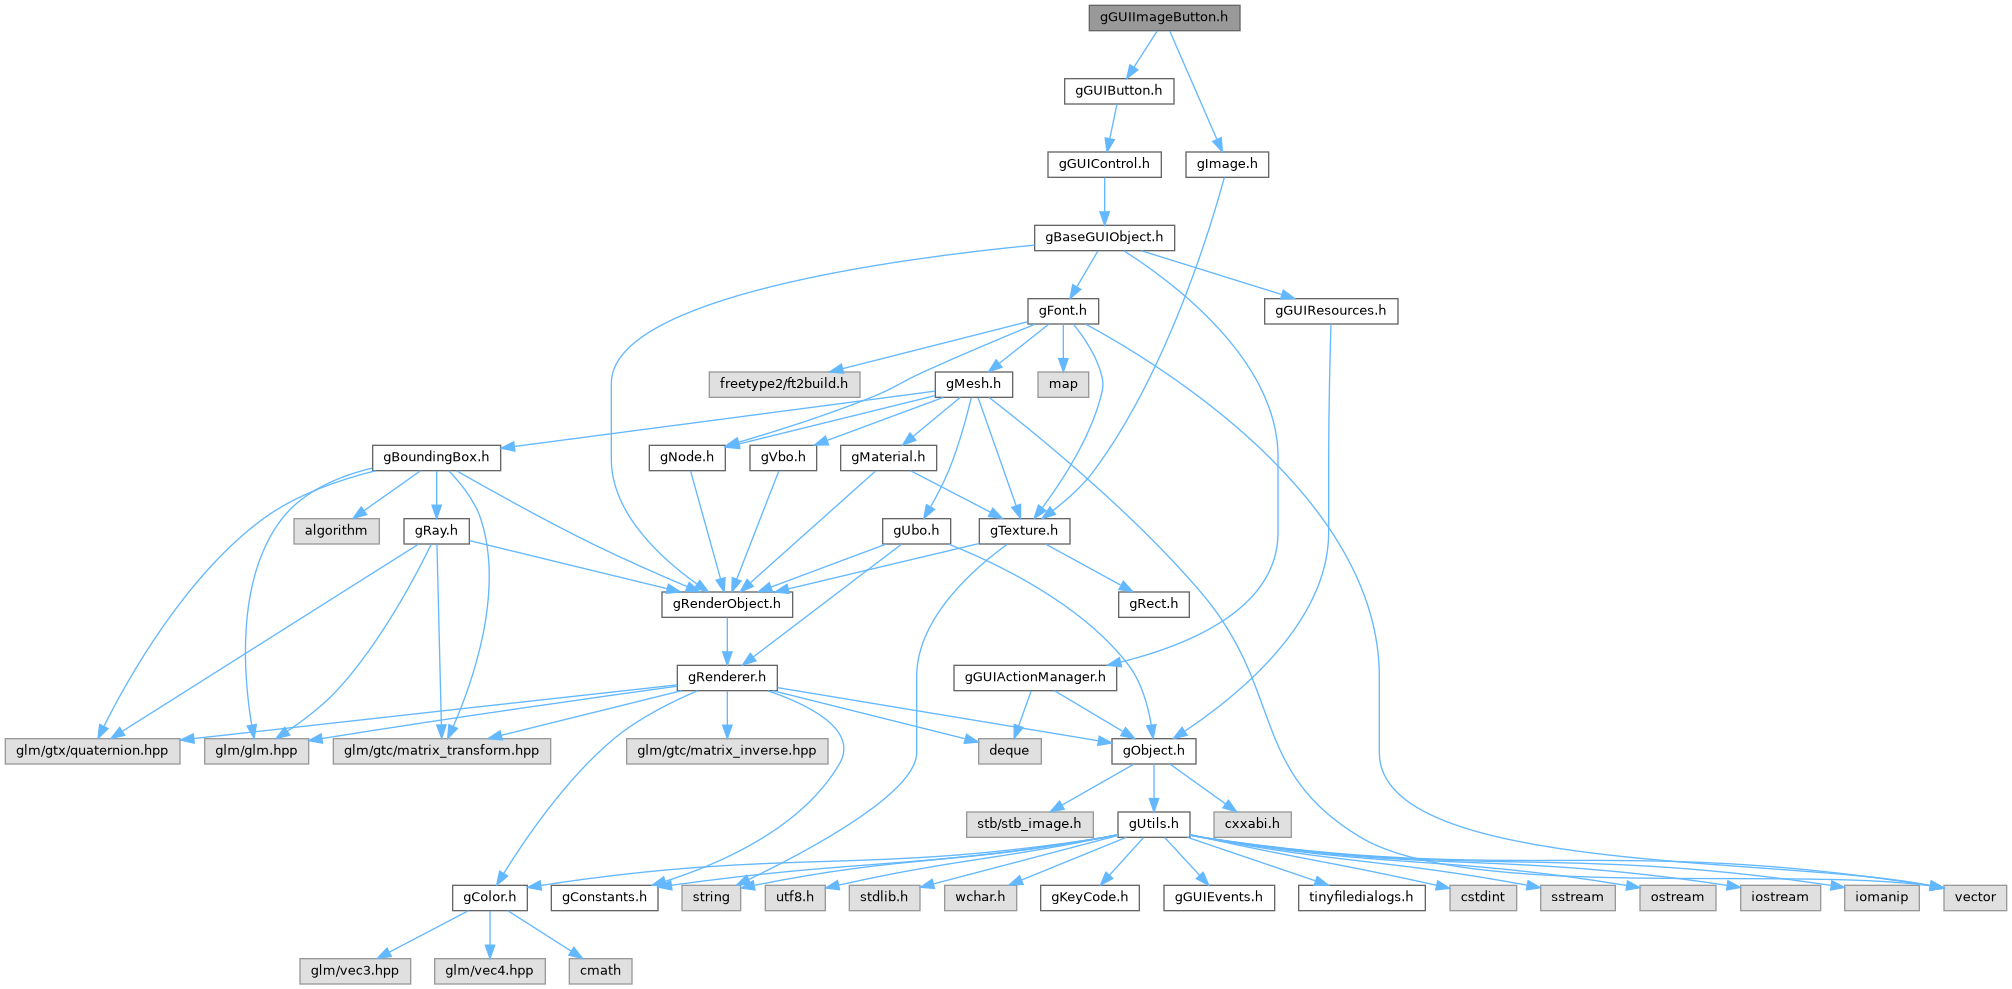 gGUIImageButton.h
gGUIButton.h
gGUIControl.h
gImage.h
gBaseGUIObject.h
gFont.h
gGUIResources.h
freetype2/ft2build.h
gMesh.h
map
gBoundingBox.h
gNode.h
gVbo.h
gMaterial.h
algorithm
gRay.h
gUbo.h
gTexture.h
gRenderObject.h
gRect.h
gRenderer.h
gGUIActionManager.h
glm/gtx/quaternion.hpp
glm/glm.hpp
glm/gtc/matrix_transform.hpp
glm/gtc/matrix_inverse.hpp
deque
gObject.h
stb/stb_image.h
gUtils.h
cxxabi.h
gColor.h
gConstants.h
string
utf8.h
stdlib.h
wchar.h
gKeyCode.h
gGUIEvents.h
tinyfiledialogs.h
cstdint
sstream
ostream
iostream
iomanip
vector
glm/vec3.hpp
glm/vec4.hpp
cmath